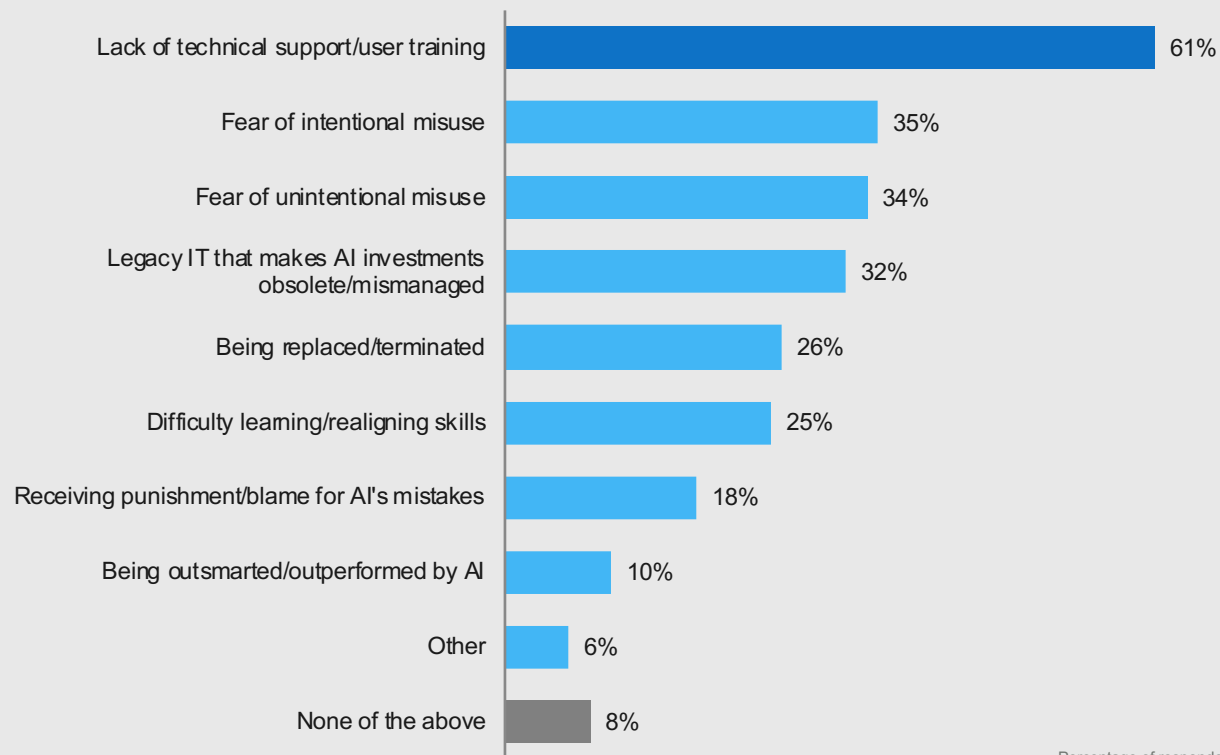 Lack of technical support/user training 61%
Fear of intentional misuse 35%
Fear of unintentional misuse 34%
Legacy IT that makes AI investments
obsolete/mismanaged 32%
Being replaced/terminated 26%
Difficulty learning/realigning skills 25%
Receiving punishment/blame for AI's mistakes 18%
Being outsmarted/outperformed by AI 10%
Other 6%
None of the above 8%